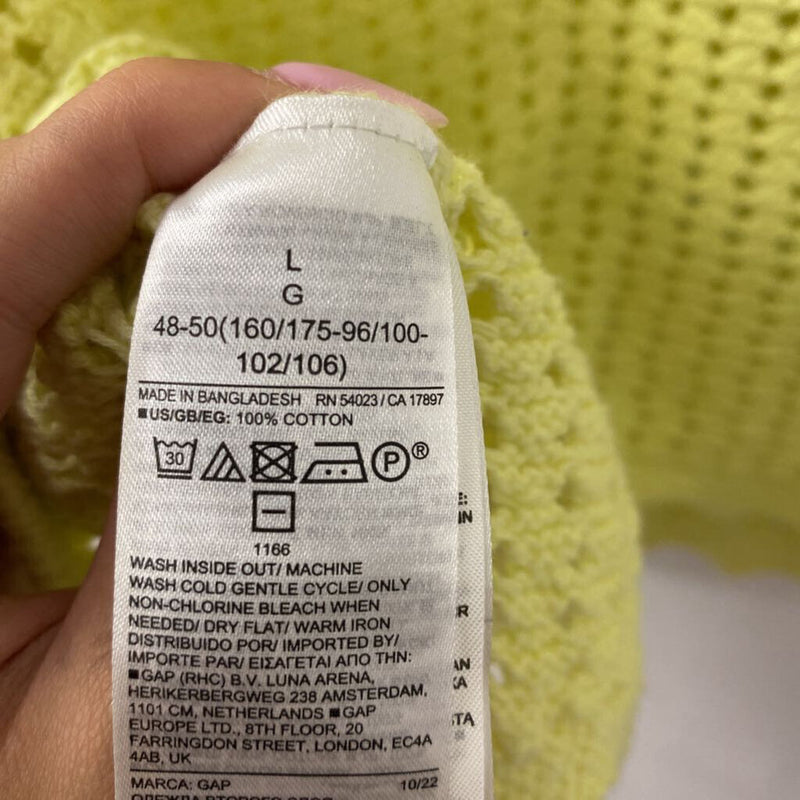 L
G
48-50(160/175-96/100-
102/106)
MADE IN BANGLADESH RN 54023 / CA 17897
■US/GB/EG: 100% COTTON
30 P®
1166
WASH INSIDE OUT/ MACHINE
WASH COLD GENTLE CYCLE/ ONLY
NON-CHLORINE BLEACH WHEN
NEEDED/ DRY FLAT/ WARM IRON
DISTRIBUIDO POR/ IMPORTED BY/
IMPORTE PAR/ ΕΙΣΑΓΕΤΑΙ ΑΠΟ ΤΗΝ:
■GAP (RHC) B.V. LUNA ARENA,
HERIKERBERGWEG 238 AMSTERDAM,
1101 CM, NETHERLANDS ■GAP
EUROPE LTD., 8TH FLOOR, 20
FARRINGDON STREET, LONDON, EC4A
4AB, UK
MARCA: GAP 10/22